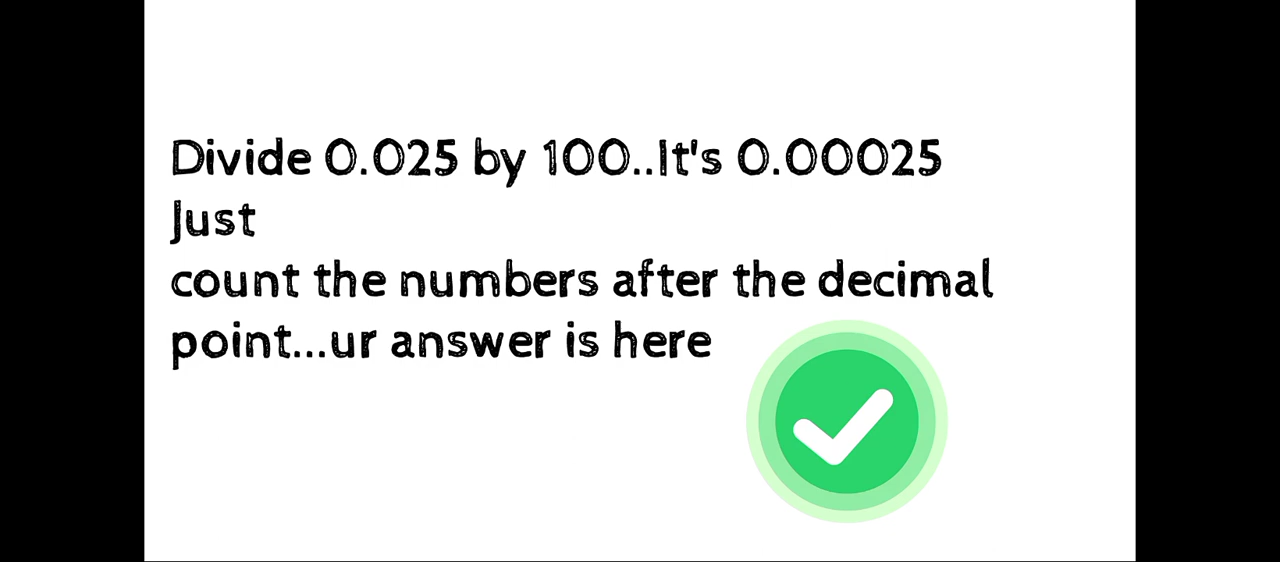 Divide 0.025 by 100..It's 0.00025
Just
count the numbers after the decimal
point...ur answer is here